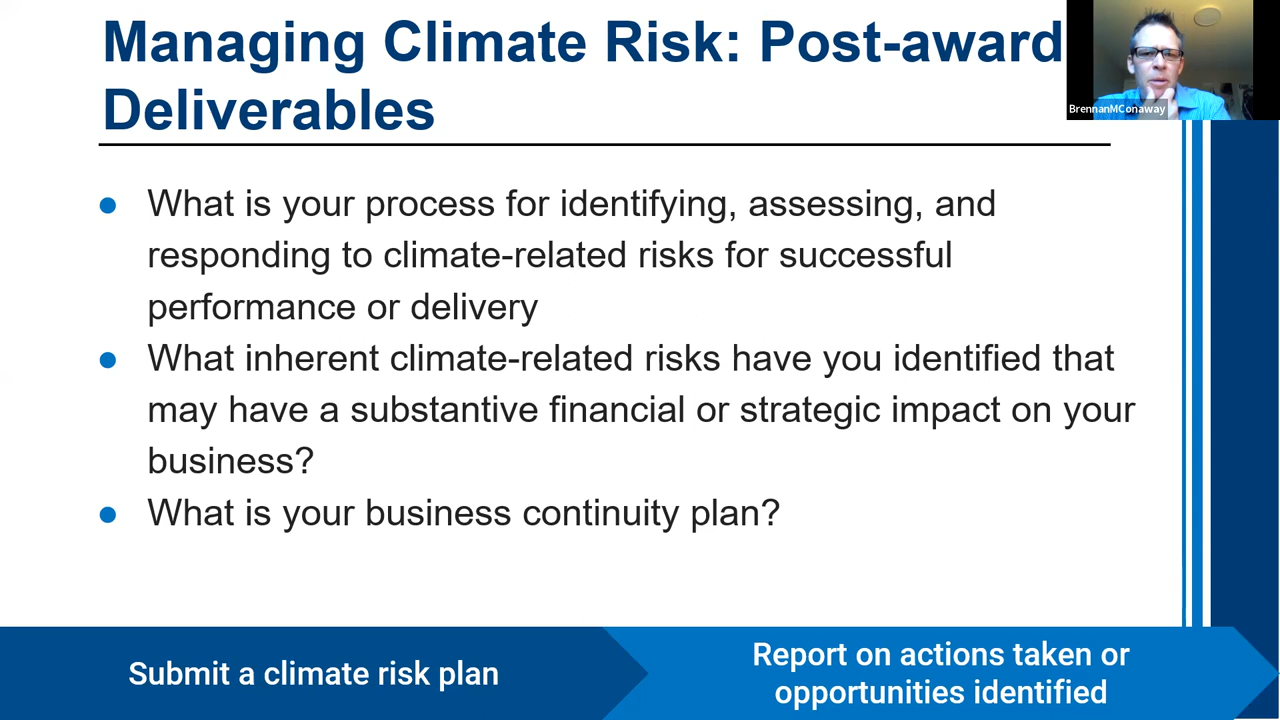 Managing Climate Risk: Post-award
Deliverables
BrennanMConaway
● What is your process for identifying, assessing, and
responding to climate-related risks for successful
performance or delivery
● What inherent climate-related risks have you identified that
may have a substantive financial or strategic impact on your
business?
● What is your business continuity plan?
Submit a climate risk plan
Report on actions taken or
opportunities identified